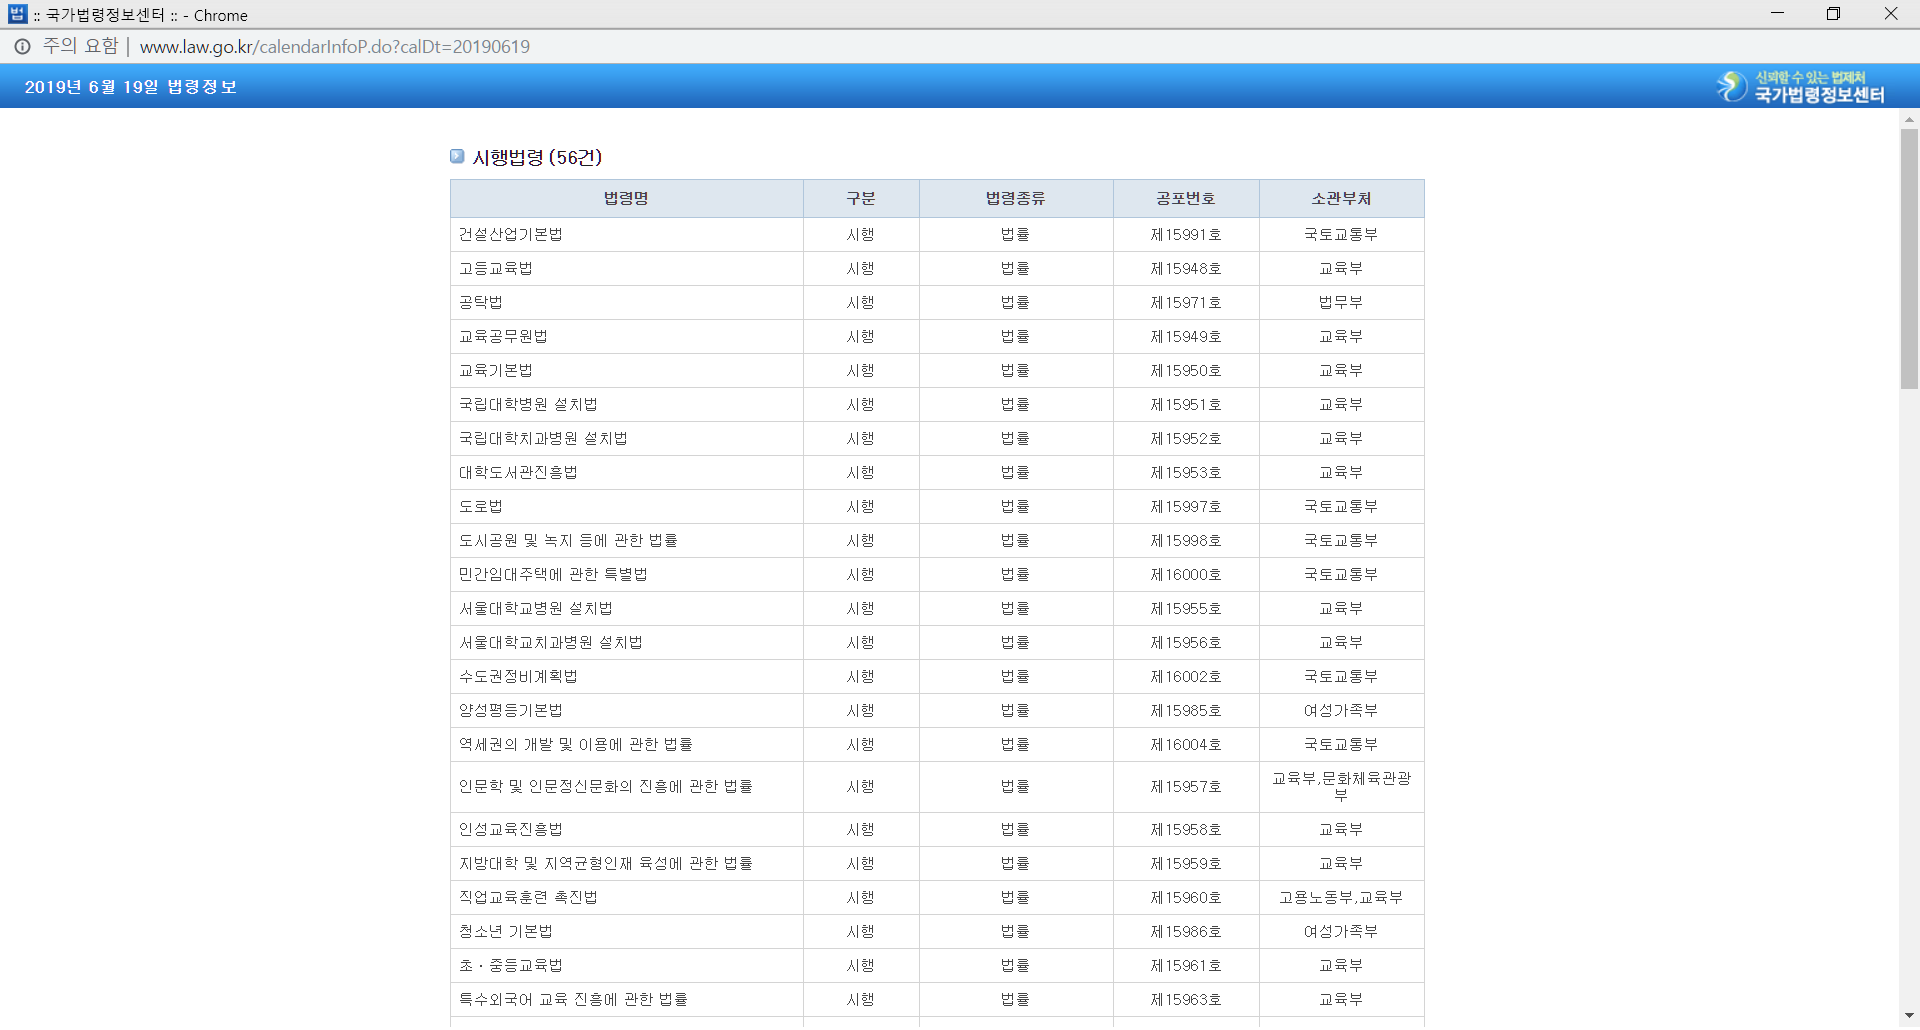 법 :: 국가법령정보센터 :: - Chrome
주의 요함 | www.law.go.kr/calendarInfoP.do?calDt=20190619
2019년 6월 19일 법령정보
신뢰할 수 있는 법제처
국가법령정보센터
시행법령 (56건)
법령명 구분 법령종류 공포번호 소관부처
건설산업기본법 시행 법률 제15991호 국토교통부
고등교육법 시행 법률 제15948호 교육부
공탁법 시행 법률 제15971호 법무부
교육공무원법 시행 법률 제15949호 교육부
교육기본법 시행 법률 제15950호 교육부
국립대학병원 설치법 시행 법률 제15951호 교육부
국립대학치과병원 설치법 시행 법률 제15952호 교육부
대학도서관진흥법 시행 법률 제15953호 교육부
도로법 시행 법률 제15997호 국토교통부
도시공원 및 녹지 등에 관한 법률 시행 법률 제15998호 국토교통부
민간임대주택에 관한 특별법 시행 법률 제16000호 국토교통부
서울대학교병원 설치법 시행 법률 제15955호 교육부
서울대학교치과병원 설치법 시행 법률 제15956호 교육부
수도권정비계획법 시행 법률 제16002호 국토교통부
양성평등기본법 시행 법률 제15985호 여성가족부
역세권의 개발 및 이용에 관한 법률 시행 법률 제16004호 국토교통부
인문학 및 인문정신문화의 진흥에 관한 법률 시행 법률 제15957호 교육부,문화체육관광
부
인성교육진흥법 시행 법률 제15958호 교육부
지방대학 및 지역균형인재 육성에 관한 법률 시행 법률 제15959호 교육부
직업교육훈련 촉진법 시행 법률 제15960호 고용노동부,교육부
청소년 기본법 시행 법률 제15986호 여성가족부
초ㆍ중등교육법 시행 법률 제15961호 교육부
특수외국어 교육 진흥에 관한 법률 시행 법률 제15963호 교육부